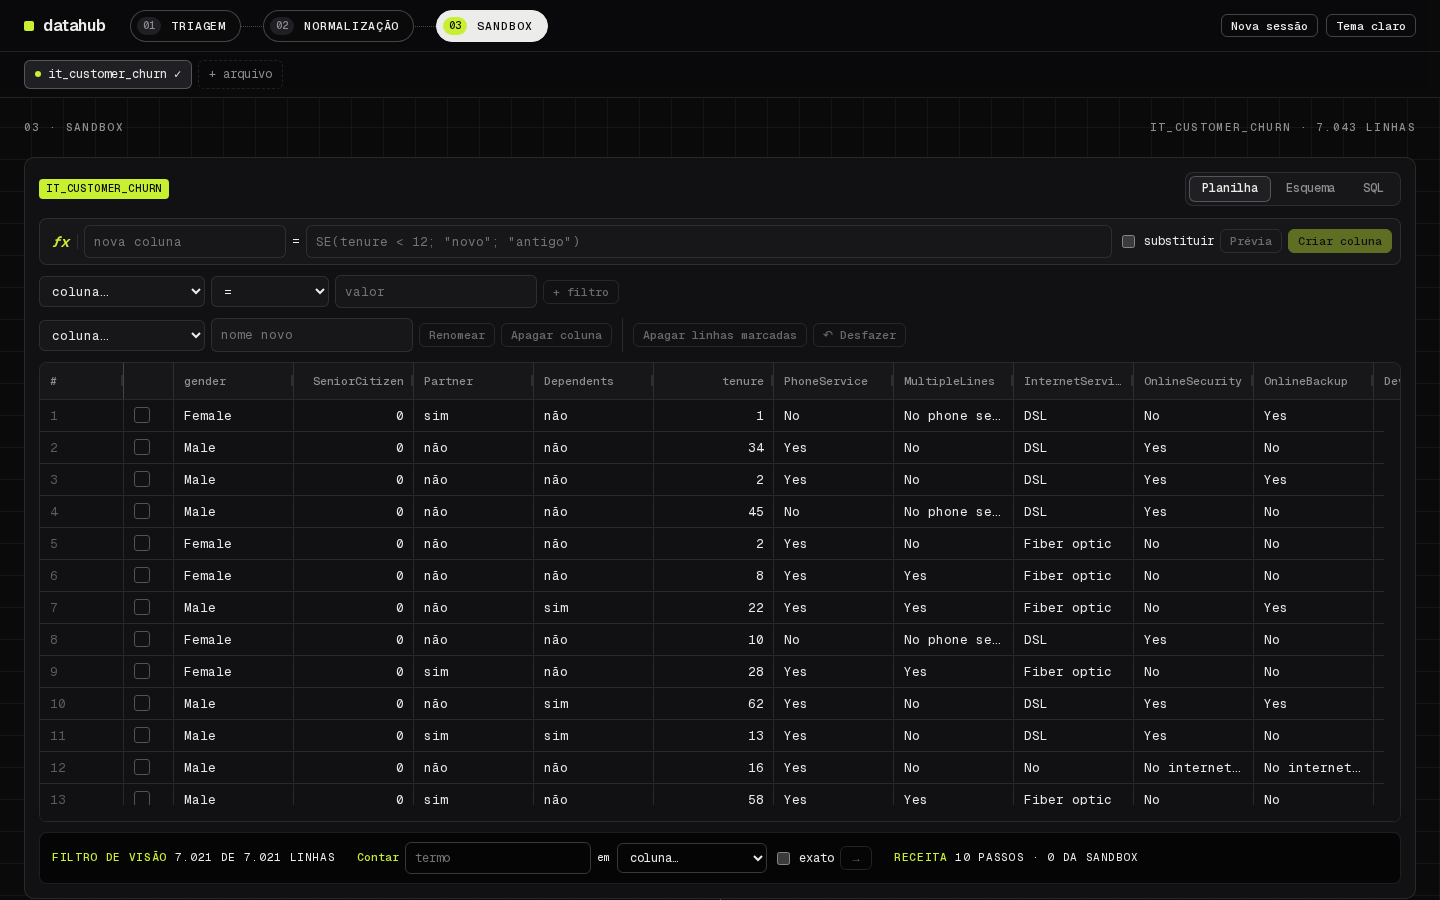 datahub 01 TRIAGEM 02 NORMALIZAÇÃO 03 SANDBOX Nova sessão Tema claro
it_customer_churn ✓ + arquivo
03 · SANDBOX IT_CUSTOMER_CHURN · 7.043 LINHAS
IT_CUSTOMER_CHURN Planilha Esquema SQL
fx nova coluna = SE(tenure < 12; "novo"; "antigo") substituir Prévia Criar coluna
coluna… = valor + filtro
coluna… nome novo Renomear Apagar coluna Apagar linhas marcadas ↶ Desfazer
# gender SeniorCitizen Partner Dependents tenure PhoneService MultipleLines InternetServi… OnlineSecurity OnlineBackup Dev
1 Female 0 sim não 1 No No phone se… DSL No Yes
2 Male 0 não não 34 Yes No DSL Yes No
3 Male 0 não não 2 Yes No DSL Yes Yes
4 Male 0 não não 45 No No phone se… DSL Yes No
5 Female 0 não não 2 Yes No Fiber optic No No
6 Female 0 não não 8 Yes Yes Fiber optic No No
7 Male 0 não sim 22 Yes Yes Fiber optic No Yes
8 Female 0 não não 10 No No phone se… DSL Yes No
9 Female 0 sim não 28 Yes Yes Fiber optic No No
10 Male 0 não sim 62 Yes No DSL Yes Yes
11 Male 0 sim sim 13 Yes No DSL Yes No
12 Male 0 não não 16 Yes No No No internet… No internet…
13 Male 0 sim não 58 Yes Yes Fiber optic No No
FILTRO DE VISÃO 7.021 DE 7.021 LINHAS Contar termo em coluna… exato → RECEITA 10 PASSOS · 0 DA SANDBOX